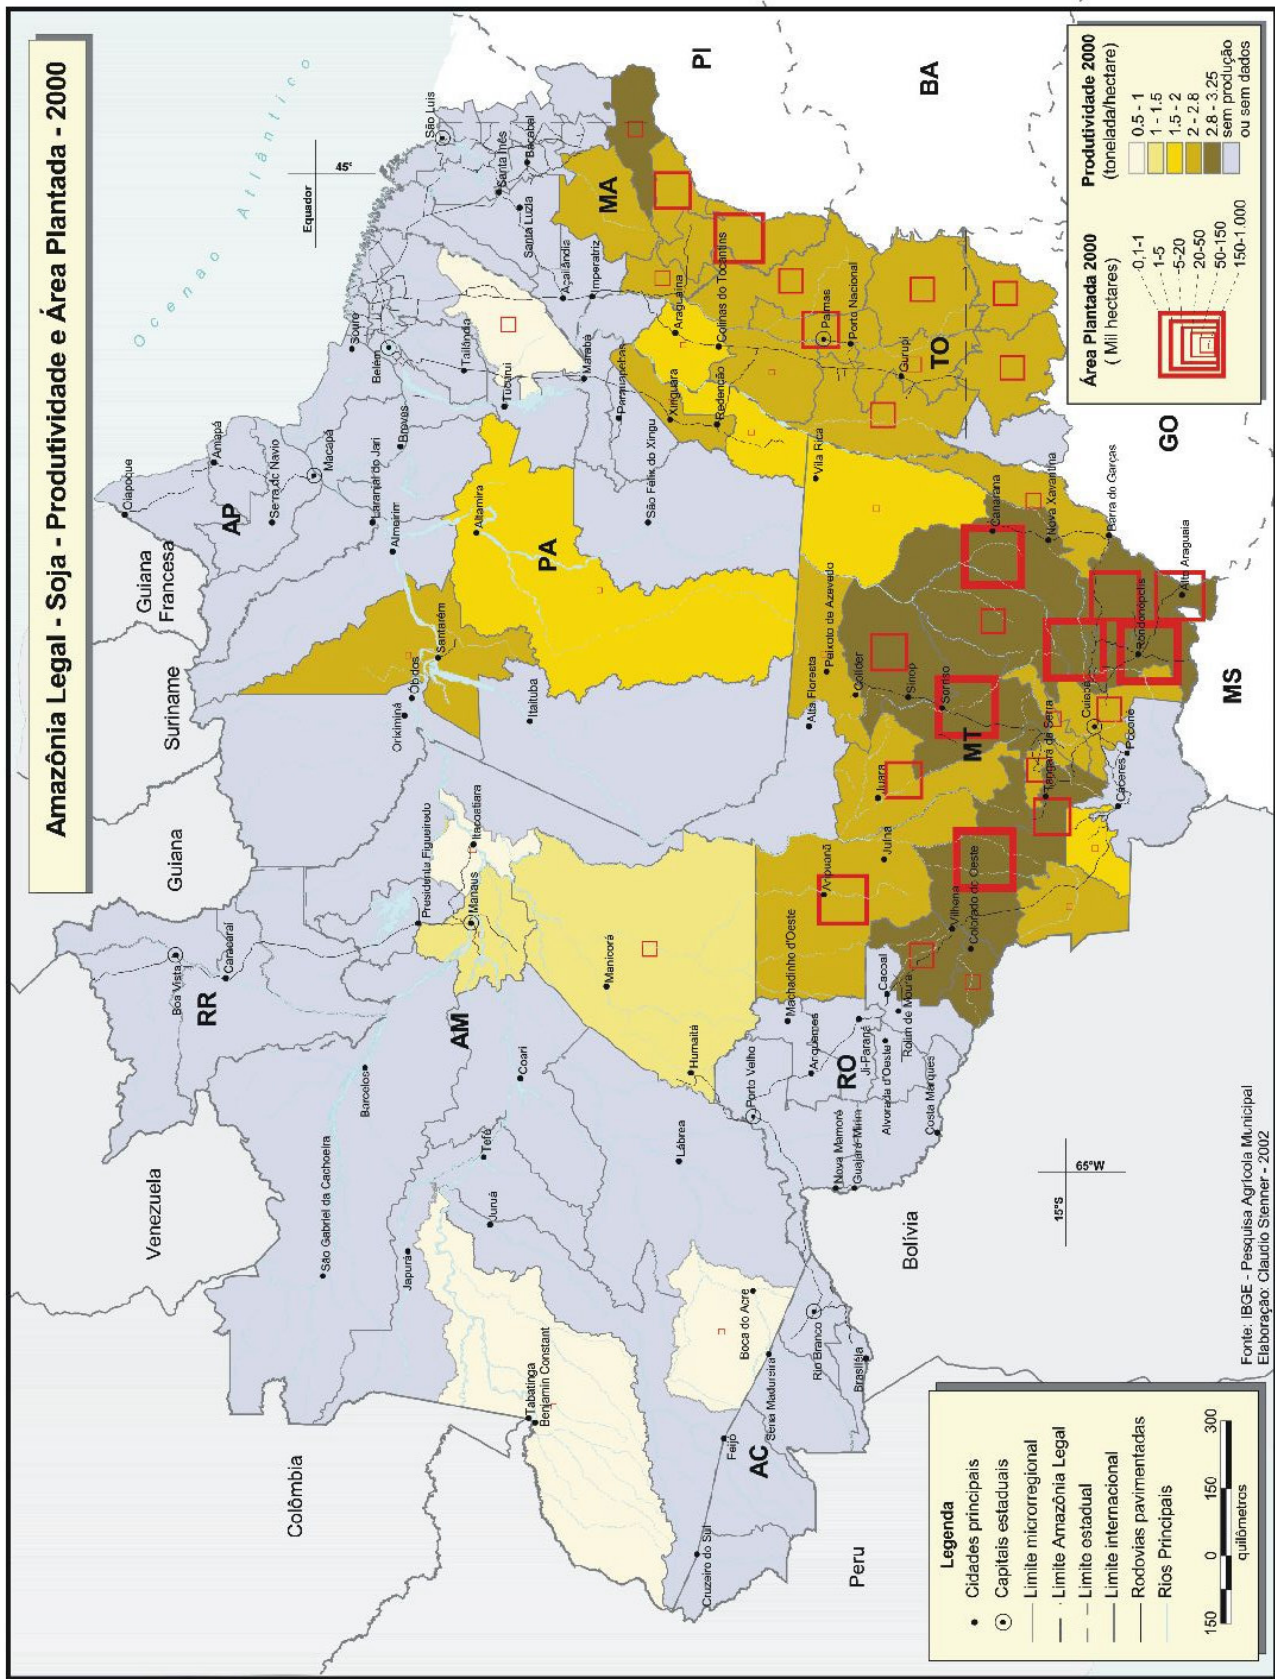 Amazônia Legal - Soja - Produtividade e Área Plantada - 2000
Oceano Atlântico
Equador
45°
Venezuela
Guiana
Suriname
Guiana
Francesa
Colômbia
Peru
Bolívia
RR
AP
AM
PA
MA
PI
BA
TO
GO
MT
MS
RO
AC
Oiapoque
Amapá
Serra do Navio
Macapá
Laranjal do Jari
Almeirim
Breves
Soure
Belém
São Luis
Santa Inês
Bacabal
Santa Luzia
Açailândia
Imperatriz
Tailândia
Tucuruí
Marabá
Parauapebas
Altamira
São Félix do Xingu
Xinguara
Redenção
Araguaína
Colinas do Tocantins
Palmas
Porto Nacional
Gurupi
Vila Rica
Santarém
Óbidos
Oriximiná
Itaituba
Boa Vista
Caracaraí
Presidente Figueiredo
Itacoatiara
Manaus
Manicoré
Humaitá
Barcelos
São Gabriel da Cachoeira
Japurá
Tefé
Coari
Juruá
Lábrea
Tabatinga
Benjamin Constant
Boca do Acre
Cruzeiro do Sul
Feijó
Sena Madureira
Rio Branco
Brasiléia
Porto Velho
Nova Mamoré
Guajará-Mirim
Ariquemes
Machadinho d'Oeste
Ji-Paraná
Alvorada d'Oeste
Cacoal
Rolim de Moura
Costa Marques
Vilhena
Colorado do Oeste
Aripuanã
Juína
Juara
Alta Floresta
Peixoto de Azevedo
Colíder
Sinop
Sorriso
Canarana
Nova Xavantina
Barra do Garças
Alto Araguaia
Rondonópolis
Cuiabá
Tangará da Serra
Poconé
Cáceres
15°S
65°W
Legenda
Cidades principais
Capitais estaduais
Limite microrregional
Limite Amazônia Legal
Limite estadual
Limite internacional
Rodovias pavimentadas
Rios Principais
150 0 150 300
quilômetros
Fonte: IBGE - Pesquisa Agrícola Municipal
Elaboração: Claudio Stenner - 2002
Área Plantada 2000
( Mil hectares)
0,1-1
1-5
5-20
20-50
50-150
150-1.000
Produtividade 2000
(tonelada/hectare)
0.5 - 1
1 - 1.5
1.5 - 2
2 - 2.8
2.8 - 3.25
sem produção
ou sem dados